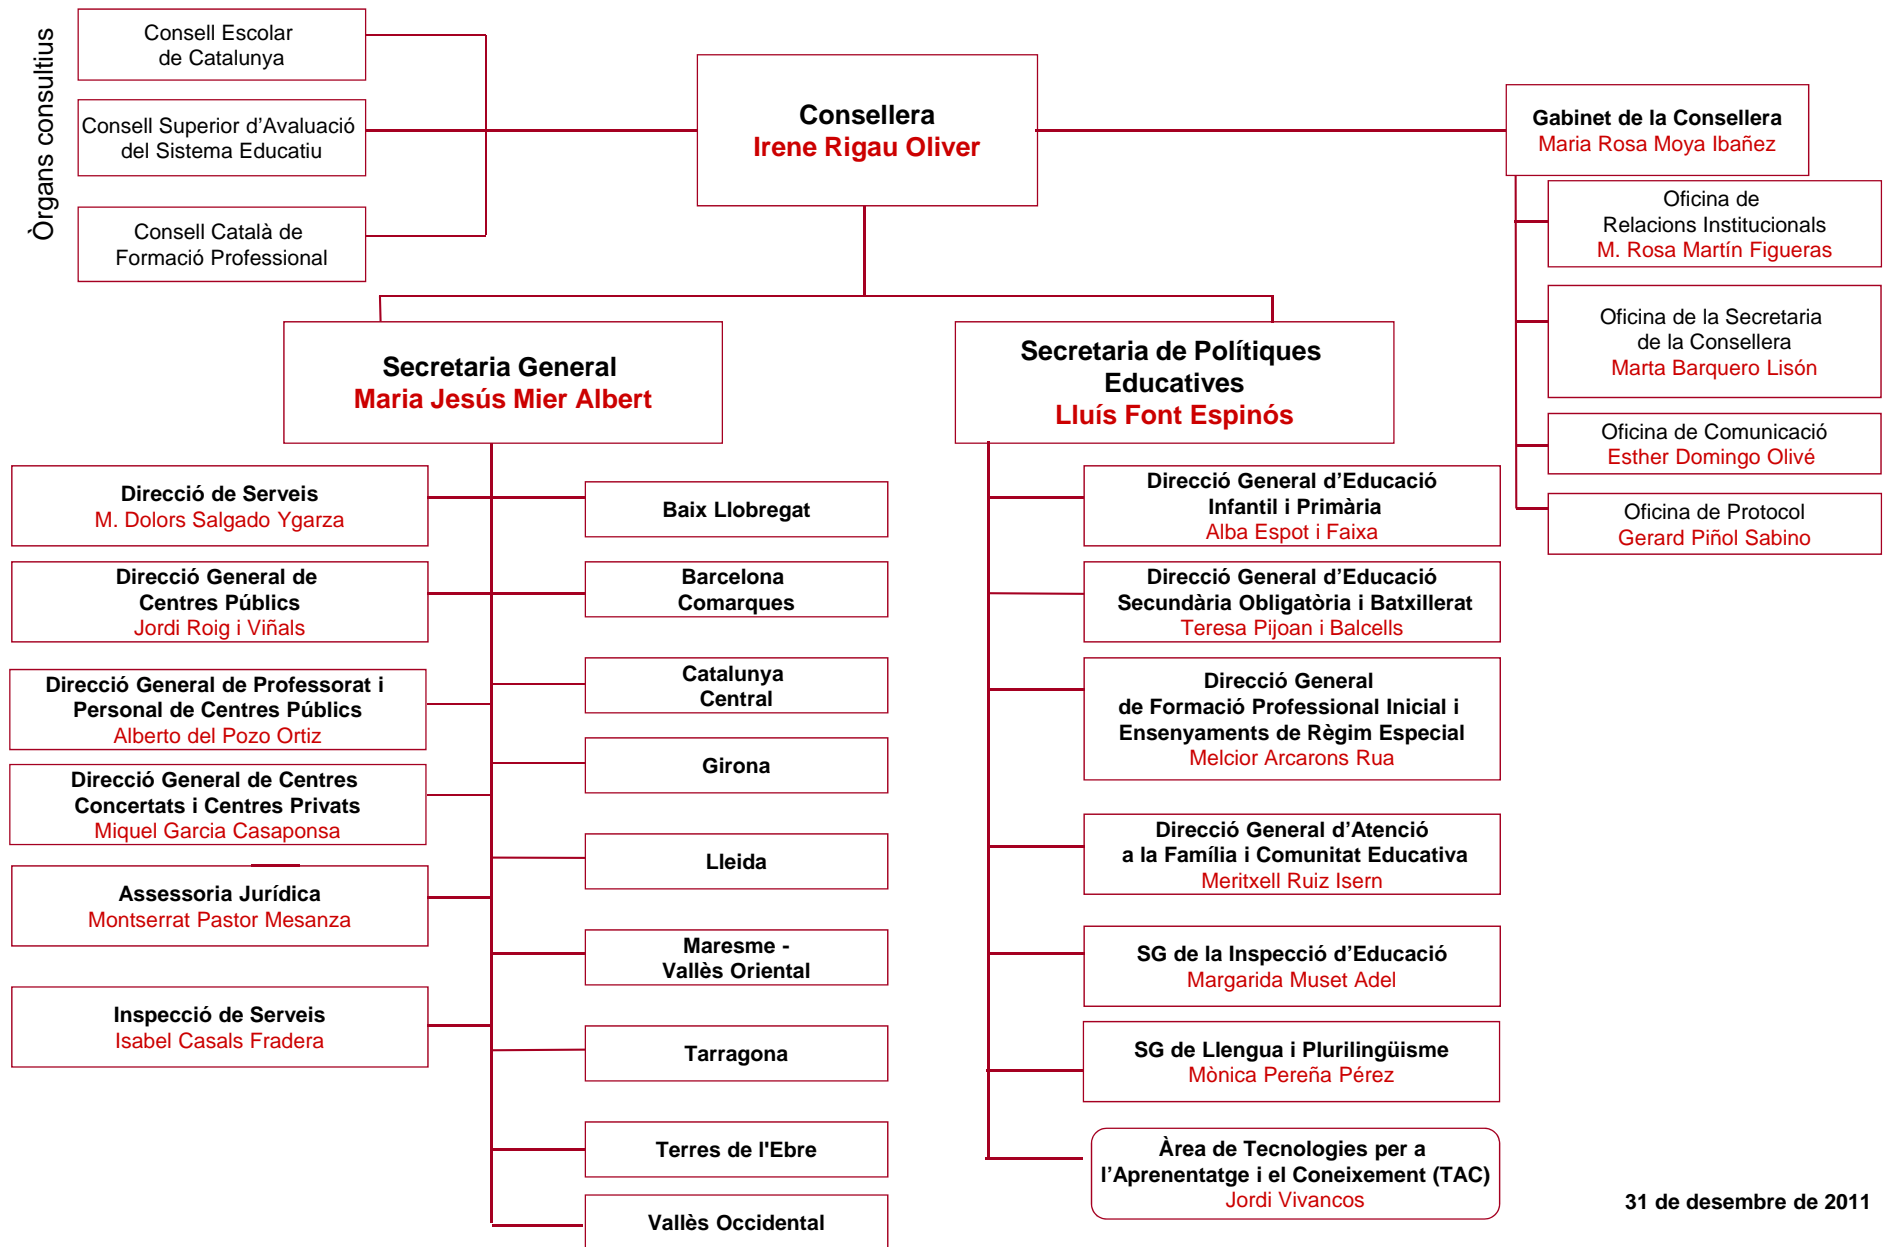 Òrgans consultius
Consell Escolar
de Catalunya
Consell Superior d'Avaluació
del Sistema Educatiu
Consell Català de
Formació Professional
Consellera
Irene Rigau Oliver
Gabinet de la Consellera
Maria Rosa Moya Ibañez
Oficina de
Relacions Institucionals
M. Rosa Martín Figueras
Oficina de la Secretaria
de la Consellera
Marta Barquero Lisón
Oficina de Comunicació
Esther Domingo Olivé
Oficina de Protocol
Gerard Piñol Sabino
Secretaria General
Maria Jesús Mier Albert
Direcció de Serveis
M. Dolors Salgado Ygarza
Direcció General de
Centres Públics
Jordi Roig i Viñals
Direcció General de Professorat i
Personal de Centres Públics
Alberto del Pozo Ortiz
Direcció General de Centres
Concertats i Centres Privats
Miquel Garcia Casaponsa
Assessoria Jurídica
Montserrat Pastor Mesanza
Inspecció de Serveis
Isabel Casals Fradera
Baix Llobregat
Barcelona
Comarques
Catalunya
Central
Girona
Lleida
Maresme -
Vallès Oriental
Tarragona
Terres de l'Ebre
Vallès Occidental
Secretaria de Polítiques
Educatives
Lluís Font Espinós
Direcció General d’Educació
Infantil i Primària
Alba Espot i Faixa
Direcció General d’Educació
Secundària Obligatòria i Batxillerat
Teresa Pijoan i Balcells
Direcció General
de Formació Professional Inicial i
Ensenyaments de Règim Especial
Melcior Arcarons Rua
Direcció General d’Atenció
a la Família i Comunitat Educativa
Meritxell Ruiz Isern
SG de la Inspecció d’Educació
Margarida Muset Adel
SG de Llengua i Plurilingüisme
Mònica Pereña Pérez
Àrea de Tecnologies per a
l’Aprenentatge i el Coneixement (TAC)
Jordi Vivancos
31 de desembre de 2011